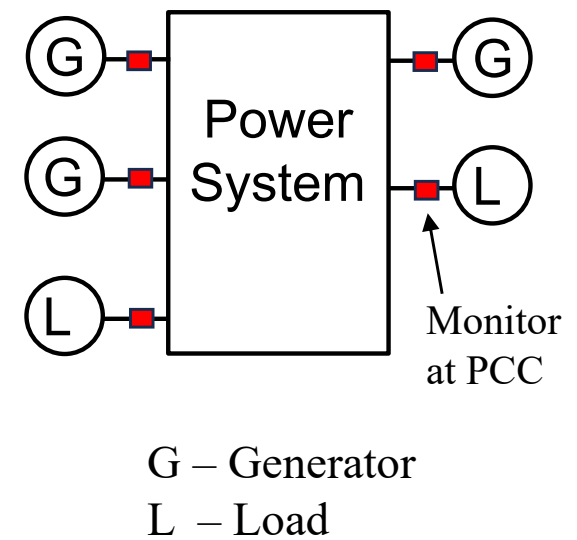 G
G
G
L
L
Power
System
Monitor
at PCC
G – Generator
L – Load